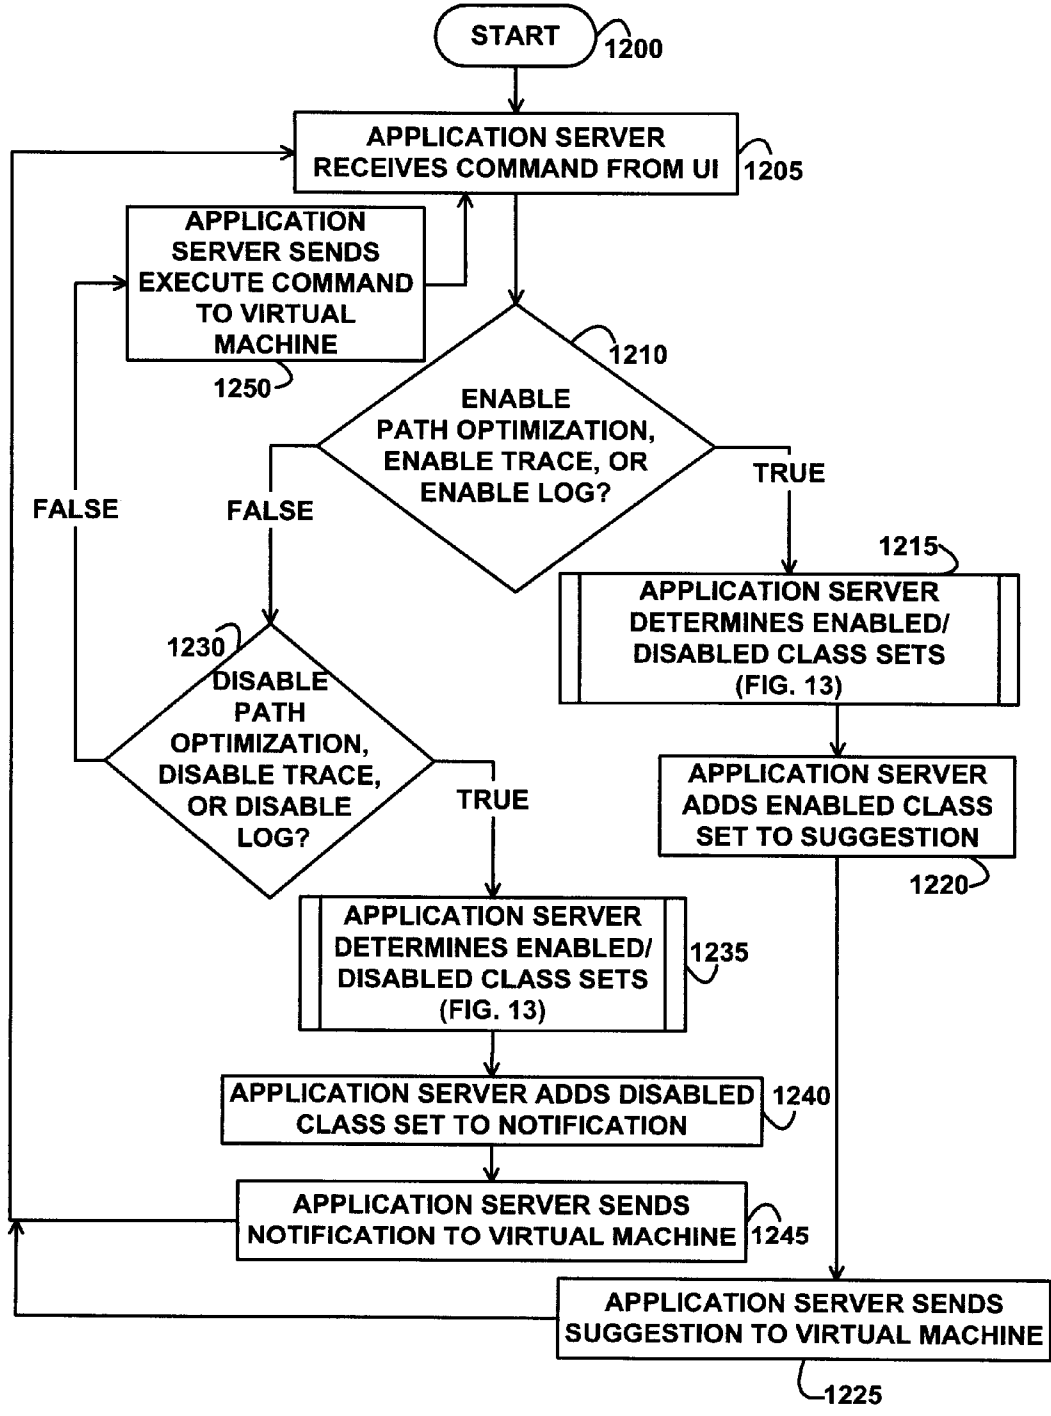 START
1200
APPLICATION SERVER
RECEIVES COMMAND FROM UI
1205
APPLICATION
SERVER SENDS
EXECUTE COMMAND
TO VIRTUAL
MACHINE
1250
1210
ENABLE
PATH OPTIMIZATION,
ENABLE TRACE, OR
ENABLE LOG?
TRUE
FALSE
FALSE
1215
APPLICATION SERVER
DETERMINES ENABLED/
DISABLED CLASS SETS
(FIG. 13)
1230
DISABLE
PATH
OPTIMIZATION,
DISABLE TRACE,
OR DISABLE
LOG?
TRUE
APPLICATION SERVER
ADDS ENABLED CLASS
SET TO SUGGESTION
1220
APPLICATION SERVER
DETERMINES ENABLED/
DISABLED CLASS SETS
(FIG. 13)
1235
APPLICATION SERVER ADDS DISABLED
CLASS SET TO NOTIFICATION
1240
APPLICATION SERVER SENDS
NOTIFICATION TO VIRTUAL MACHINE
1245
APPLICATION SERVER SENDS
SUGGESTION TO VIRTUAL MACHINE
1225